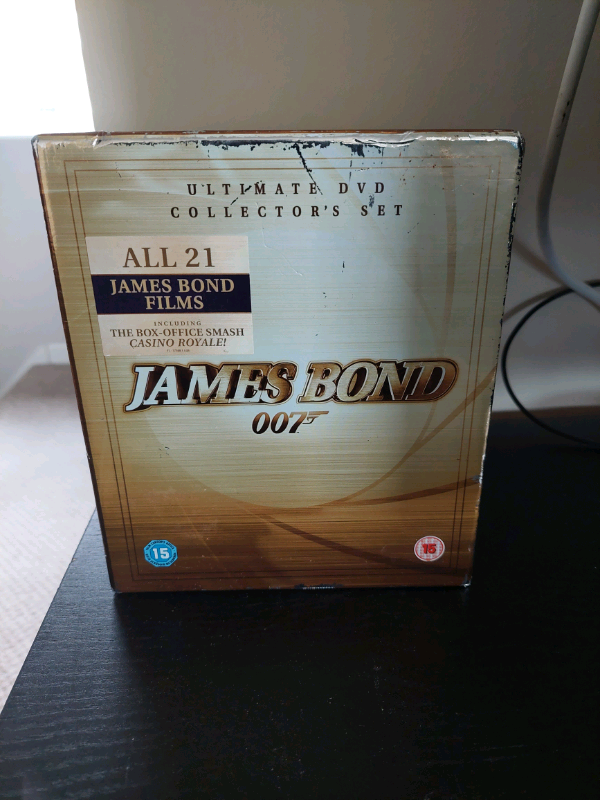 ULTIMATE DVD
COLLECTOR'S SET
ALL 21
JAMES BOND
FILMS
INCLUDING
THE BOX-OFFICE SMASH
CASINO ROYALE!
JAMES BOND
007
15
15